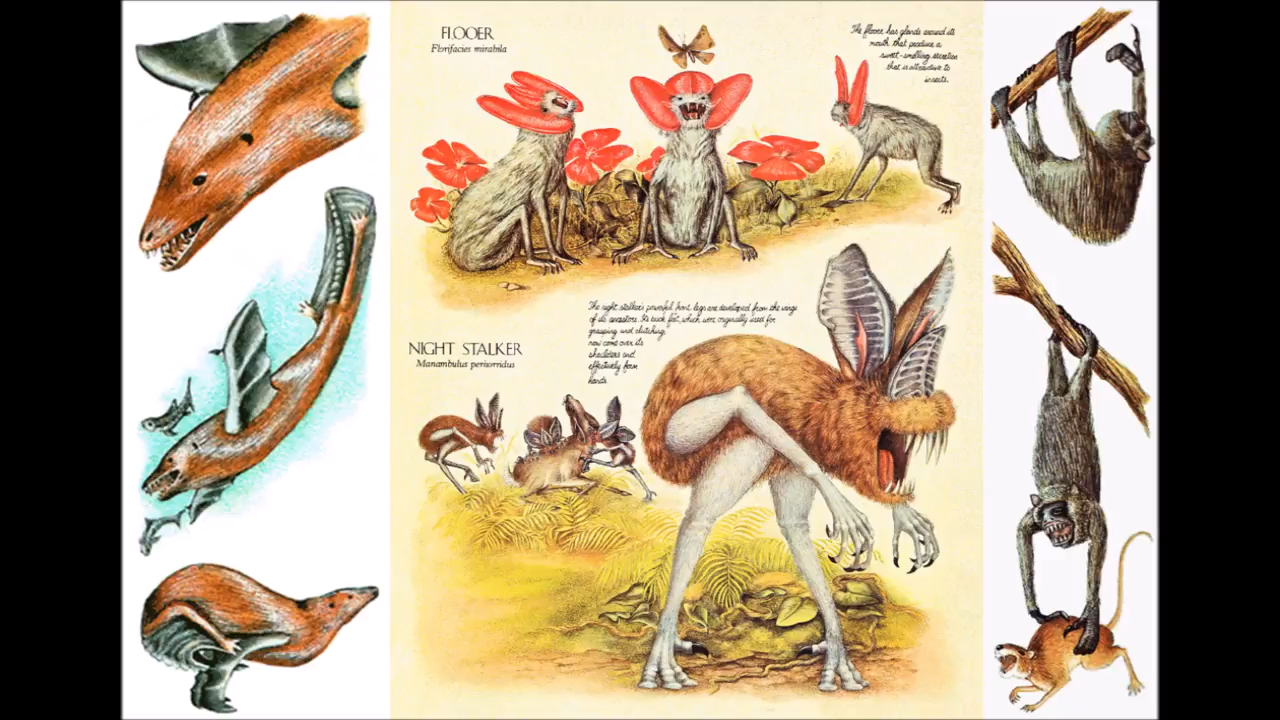 FLOOER
Florifacies mirabila
The flooer has glands around its
mouth that produce a
sweet-smelling secretion
that is attractive to
insects.
The night stalker's powerful front legs are developed from the wings
of its ancestors. Its back feet, which were originally used for
grasping and clutching,
now come over its
shoulders and
effectively form
hands.
NIGHT STALKER
Manambulus perhorridus